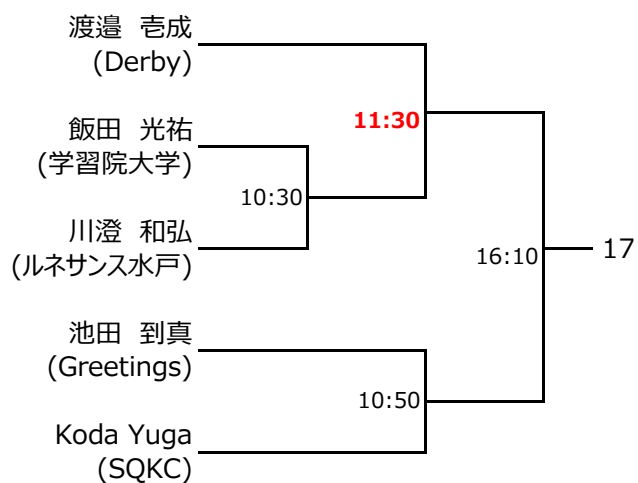 渡邉 壱成
(Derby)
11:30
飯田 光祐
(学習院大学)
10:30
川澄 和弘
(ルネサンス水戸)
16:10
17
池田 到真
(Greetings)
10:50
Koda Yuga
(SQKC)